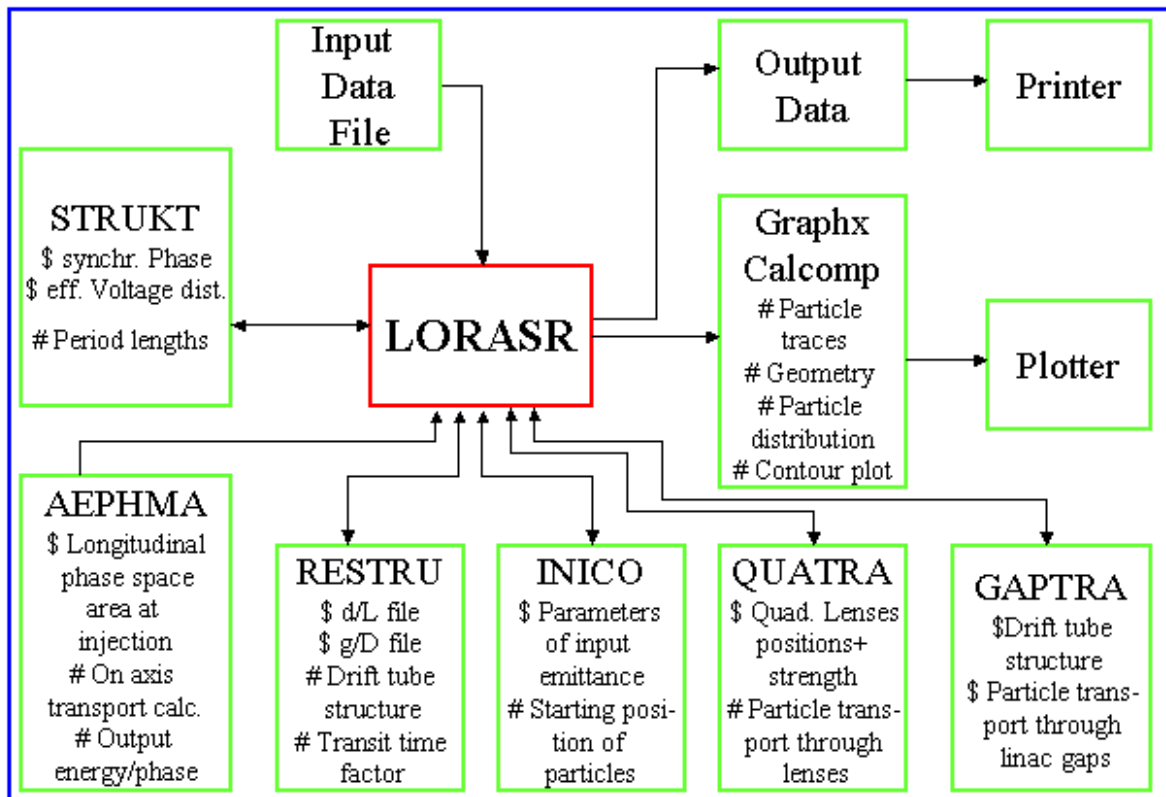 Input
Data
File
Output
Data
Printer
STRUKT
$ synchr. Phase
$ eff. Voltage dist.
# Period lengths
LORASR
Graphx
Calcomp
# Particle
traces
# Geometry
# Particle
distribution
# Contour plot
Plotter
AEPHMA
$ Longitudinal
phase space
area at
injection
# On axis
transport calc.
# Output
energy/phase
RESTRU
$ d/L file
$ g/D file
# Drift tube
structure
# Transit time
factor
INICO
$ Parameters
of input
emittance
# Starting posi-
tion of
particles
QUATRA
$ Quad. Lenses
positions+
strength
# Particle trans-
port through
lenses
GAPTRA
$Drift tube
structure
$ Particle trans-
port through
linac gaps